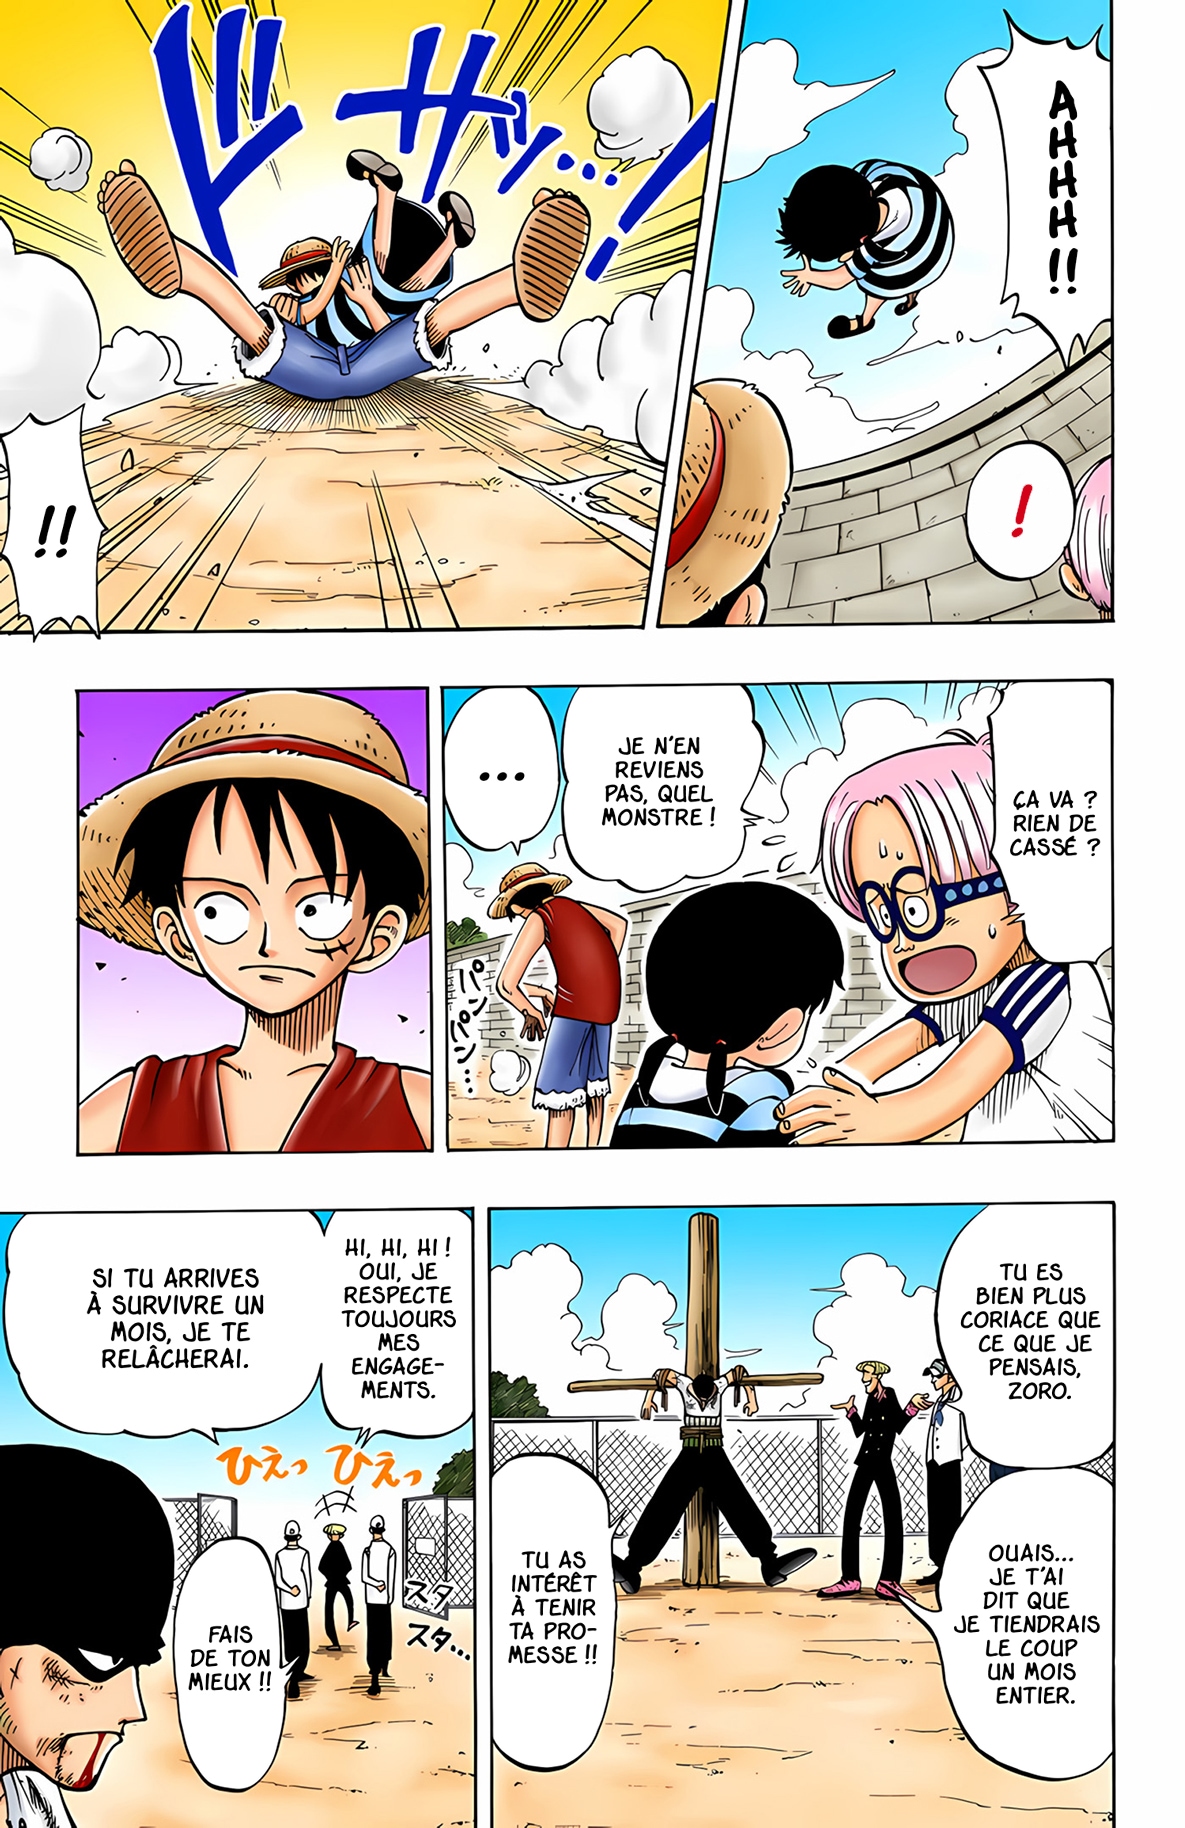 AHHH!!
!
ドサッ…!
!!
ÇA VA ?
RIEN DE
CASSÉ ?
JE N'EN
REVIENS
PAS, QUEL
MONSTRE !
...
パン
パン…
TU ES
BIEN PLUS
CORIACE QUE
CE QUE JE
PENSAIS,
ZORO.
OUAIS...
JE T'AI
DIT QUE
JE TIENDRAIS
LE COUP
UN MOIS
ENTIER.
TU AS
INTÉRÊT
À TENIR
TA PRO-
MESSE !!
HI, HI, HI !
OUI, JE
RESPECTE
TOUJOURS
MES
ENGAGE-
MENTS.
SI TU ARRIVES
À SURVIVRE UN
MOIS, JE TE
RELÂCHERAI.
ひえっ ひえっ
スタ
スタ…
FAIS
DE TON
MIEUX !!